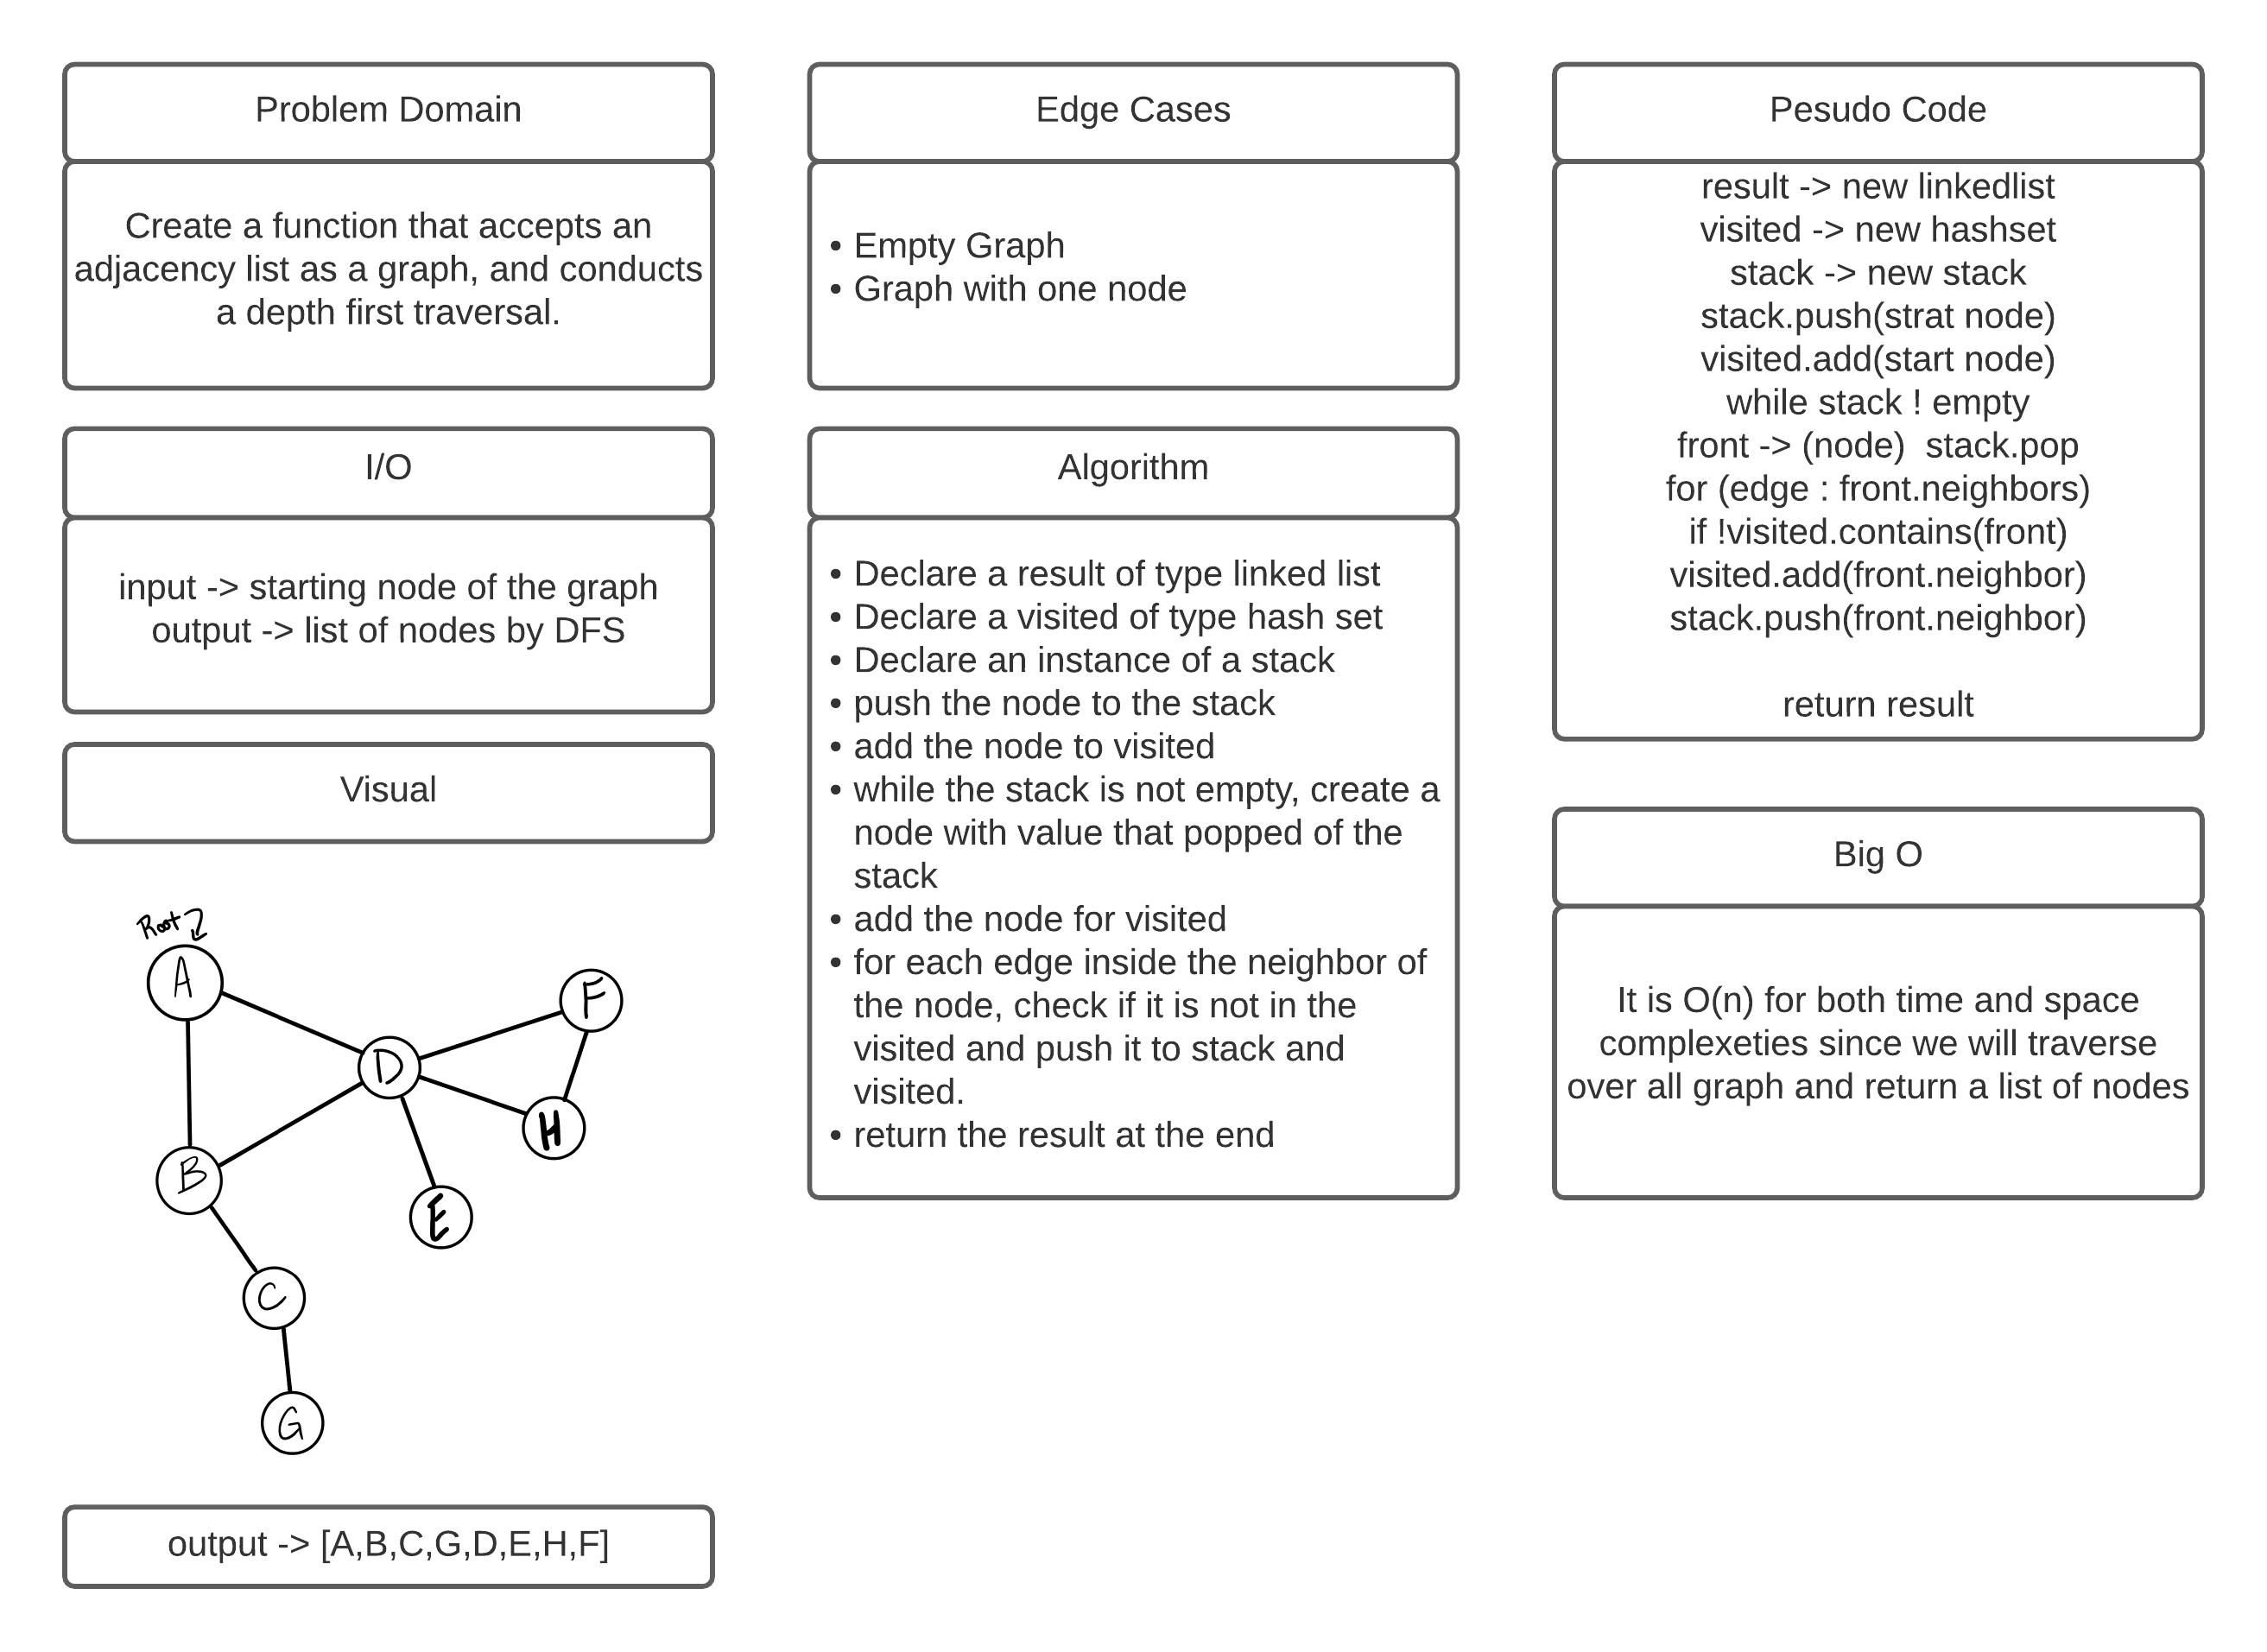 Problem Domain
Create a function that accepts an
adjacency list as a graph, and conducts
a depth first traversal.
I/O
input -> starting node of the graph
output -> list of nodes by DFS
Visual
Root
A
F
D
H
B
E
C
G
output -> [A,B,C,G,D,E,H,F]
Edge Cases
• Empty Graph
• Graph with one node
Algorithm
• Declare a result of type linked list
• Declare a visited of type hash set
• Declare an instance of a stack
• push the node to the stack
• add the node to visited
• while the stack is not empty, create a
node with value that popped of the
stack
• add the node for visited
• for each edge inside the neighbor of
the node, check if it is not in the
visited and push it to stack and
visited.
• return the result at the end
Pesudo Code
result -> new linkedlist
visited -> new hashset
stack -> new stack
stack.push(strat node)
visited.add(start node)
while stack ! empty
front -> (node)  stack.pop
for (edge : front.neighbors)
if !visited.contains(front)
visited.add(front.neighbor)
stack.push(front.neighbor)
return result
Big O
It is O(n) for both time and space
complexeties since we will traverse
over all graph and return a list of nodes